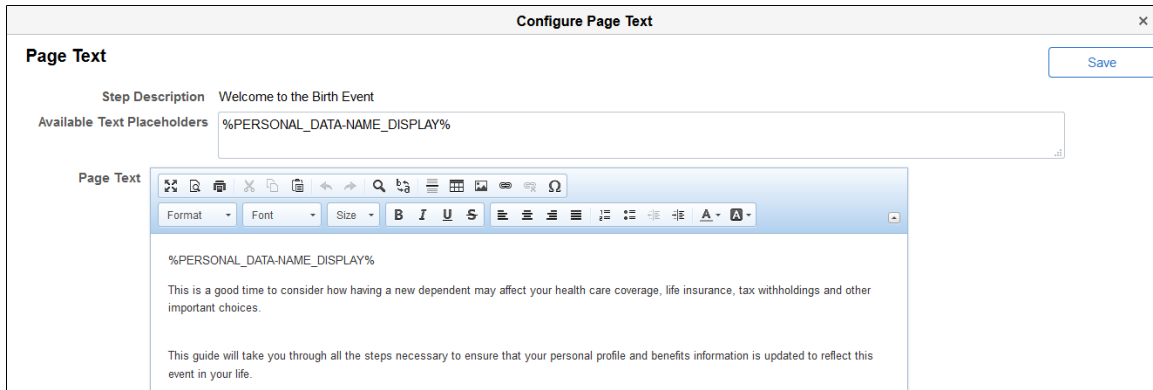 Configure Page Text ×
Page Text
Save
Step Description Welcome to the Birth Event
Available Text Placeholders %PERSONAL_DATA-NAME_DISPLAY%
Page Text
Format Font Size B I U S A A
%PERSONAL_DATA-NAME_DISPLAY%
This is a good time to consider how having a new dependent may affect your health care coverage, life insurance, tax withholdings and other
important choices.
This guide will take you through all the steps necessary to ensure that your personal profile and benefits information is updated to reflect this
event in your life.